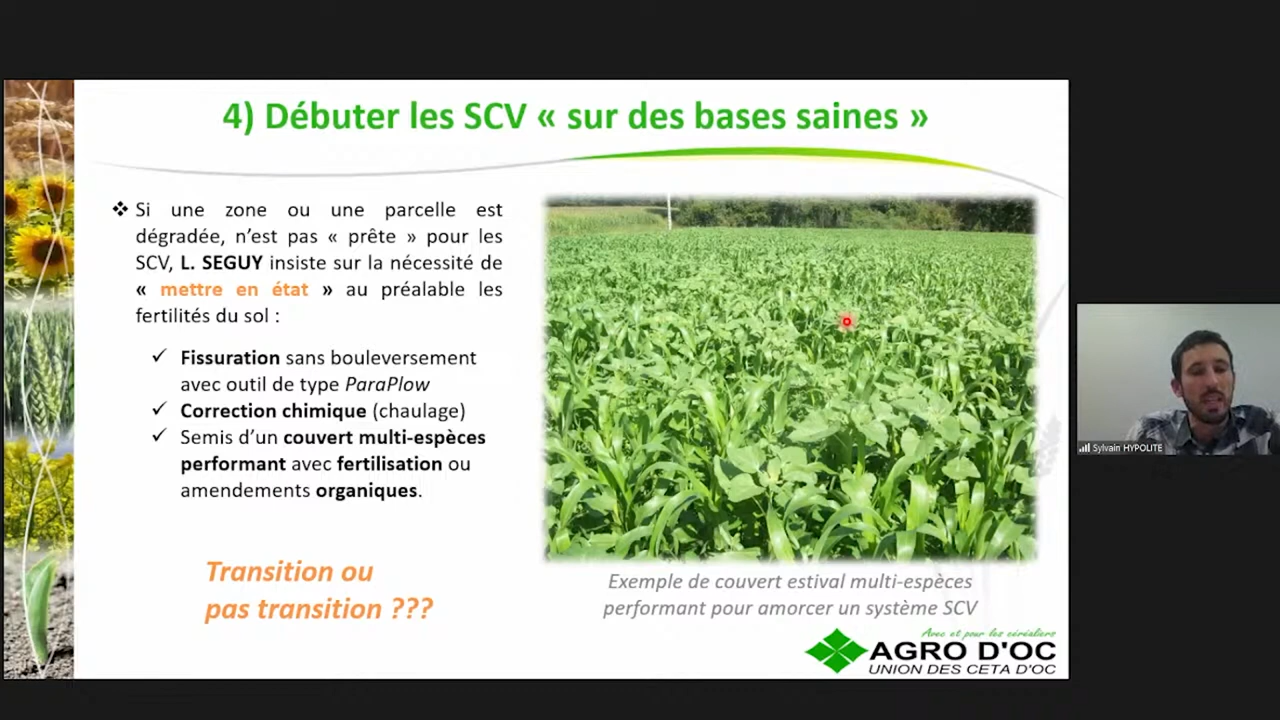 4) Débuter les SCV « sur des bases saines »
❖ Si une zone ou une parcelle est
dégradée, n'est pas « prête » pour les
SCV, L. SEGUY insiste sur la nécessité de
« mettre en état » au préalable les
fertilités du sol :
✓ Fissuration sans bouleversement
avec outil de type ParaPlow
✓ Correction chimique (chaulage)
✓ Semis d'un couvert multi-espèces
performant avec fertilisation ou
amendements organiques.
Transition ou
pas transition ???
Exemple de couvert estival multi-espèces
performant pour amorcer un système SCV
Avec et pour les céréaliers
AGRO D'OC
UNION DES CETA D'OC
Sylvain HYPOLITE